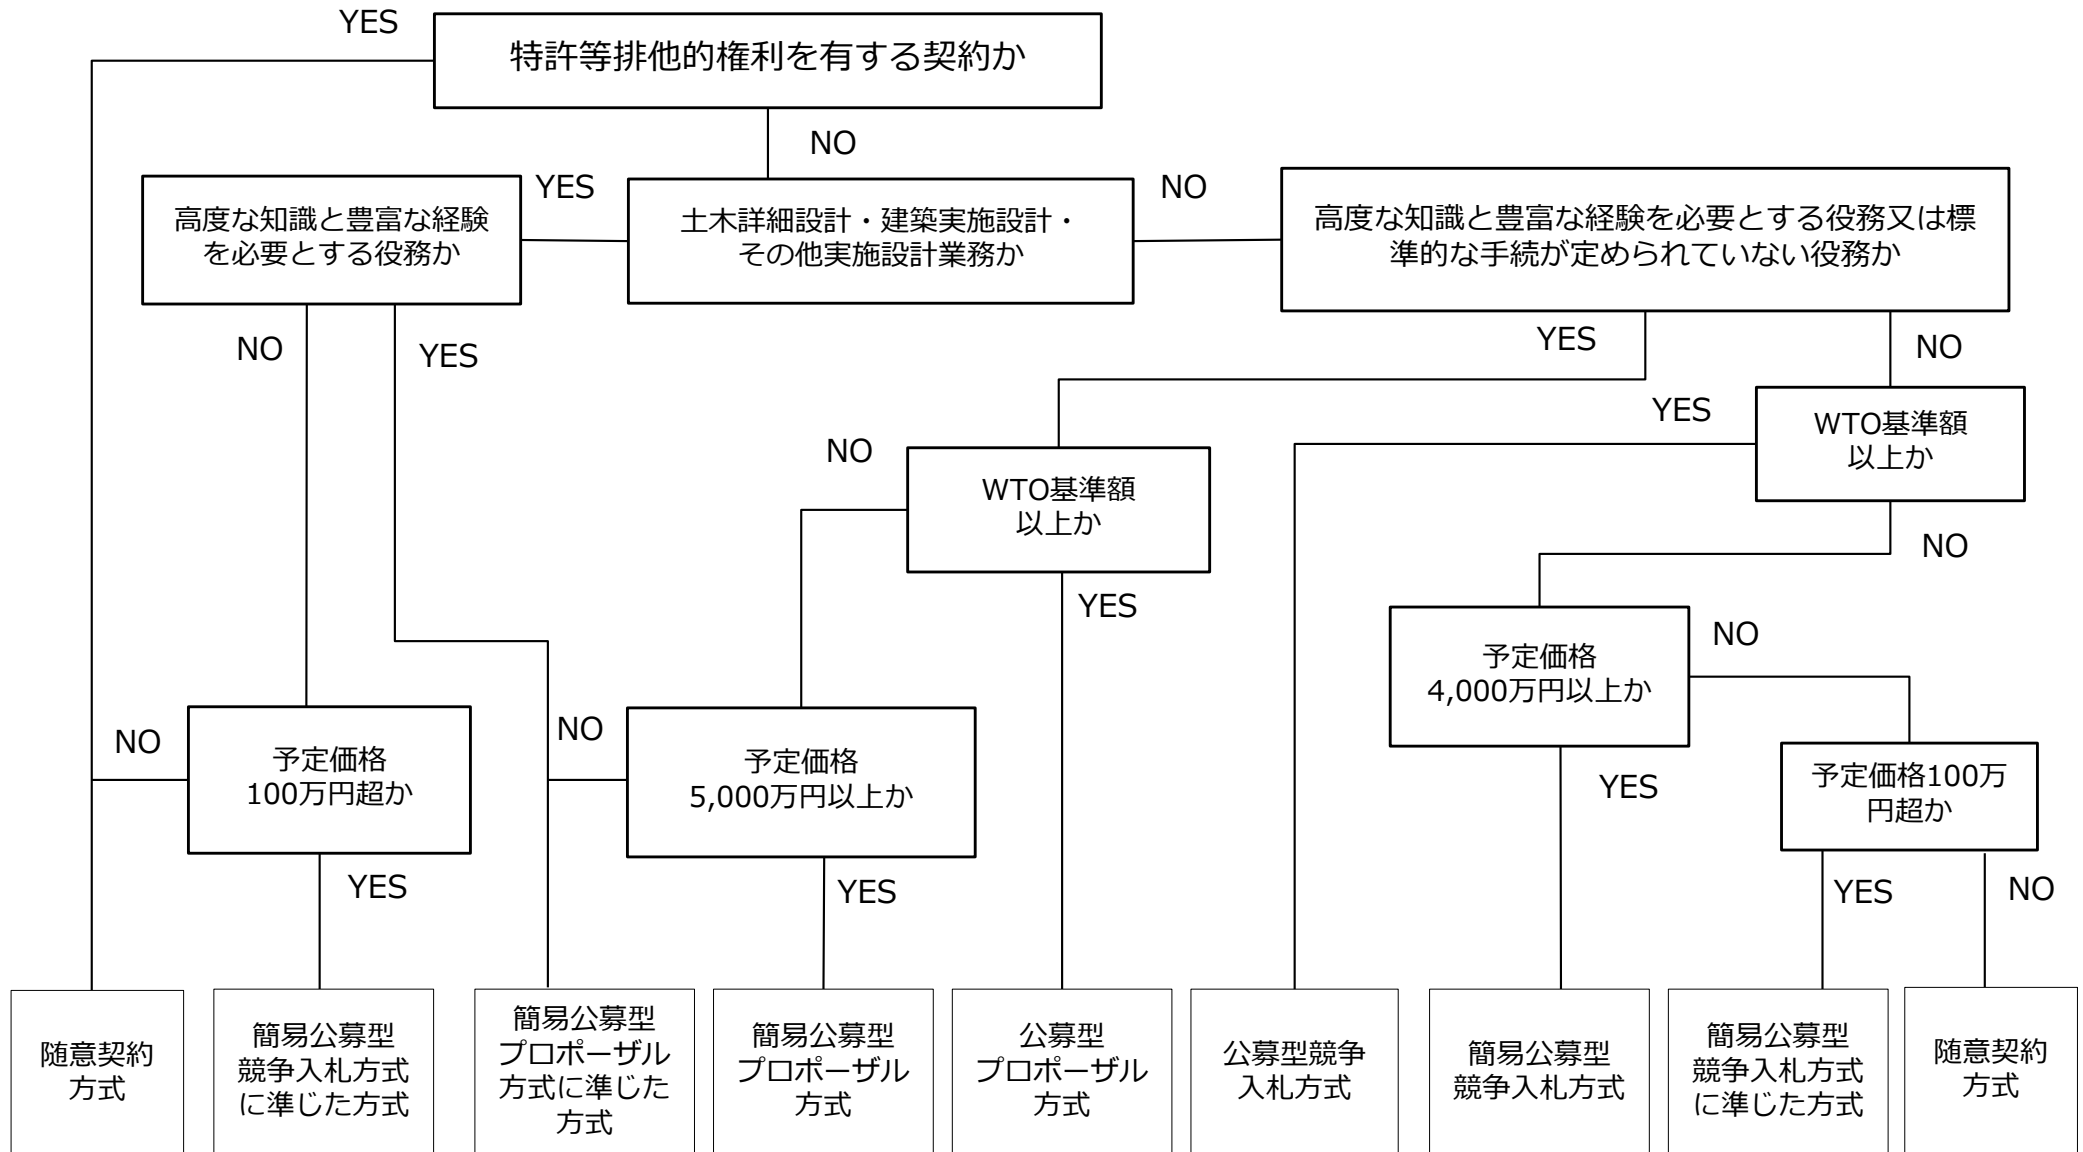 YES
特許等排他的権利を有する契約か
NO
高度な知識と豊富な経験
を必要とする役務か
YES
土木詳細設計・建築実施設計・
その他実施設計業務か
NO
高度な知識と豊富な経験を必要とする役務又は標
準的な手続が定められていない役務か
NO
YES
YES
NO
YES
WTO基準額
以上か
NO
WTO基準額
以上か
NO
YES
予定価格
4,000万円以上か
NO
NO
予定価格
100万円超か
NO
予定価格
5,000万円以上か
YES
予定価格100万
円超か
YES
YES
YES
NO
随意契約
方式
簡易公募型
競争入札方式
に準じた方式
簡易公募型
プロポーザル
方式に準じた
方式
簡易公募型
プロポーザル
方式
公募型
プロポーザル
方式
公募型競争
入札方式
簡易公募型
競争入札方式
簡易公募型
競争入札方式
に準じた方式
随意契約
方式